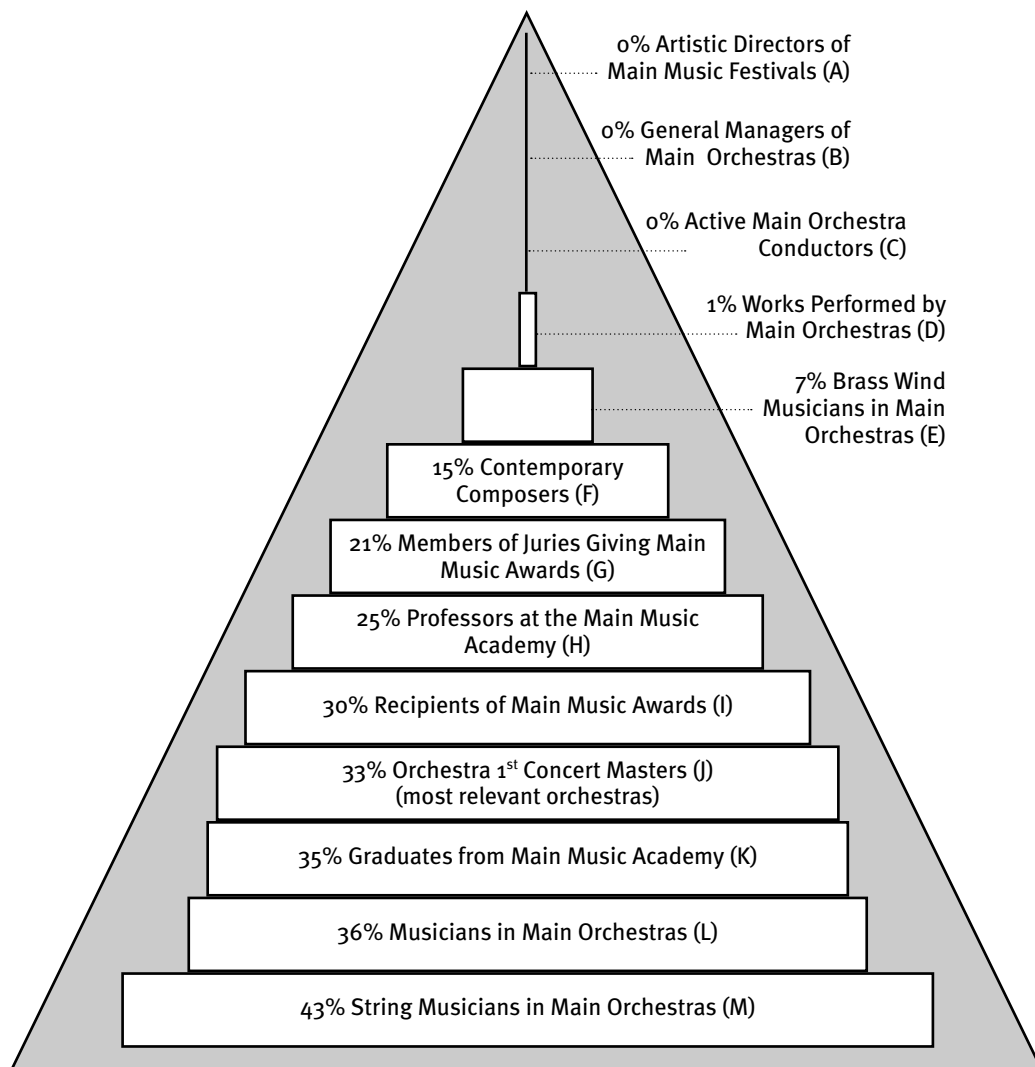 0% Artistic Directors of
Main Music Festivals (A)
0% General Managers of
Main Orchestras (B)
0% Active Main Orchestra
Conductors (C)
1% Works Performed by
Main Orchestras (D)
7% Brass Wind
Musicians in Main
Orchestras (E)
15% Contemporary
Composers (F)
21% Members of Juries Giving Main
Music Awards (G)
25% Professors at the Main Music
Academy (H)
30% Recipients of Main Music Awards (I)
33% Orchestra 1st Concert Masters (J)
(most relevant orchestras)
35% Graduates from Main Music Academy (K)
36% Musicians in Main Orchestras (L)
43% String Musicians in Main Orchestras (M)